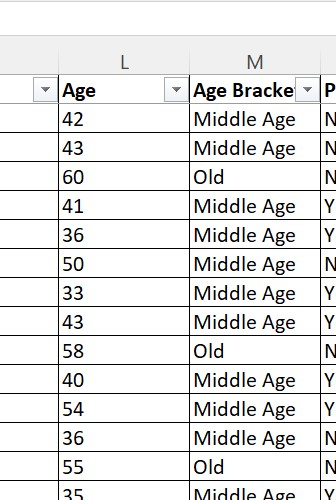 L M
Age Age Bracke P
42 Middle Age N
43 Middle Age N
60 Old N
41 Middle Age Y
36 Middle Age Y
50 Middle Age N
33 Middle Age Y
43 Middle Age Y
58 Old N
40 Middle Age Y
54 Middle Age Y
36 Middle Age N
55 Old N
35 Middle Age Y